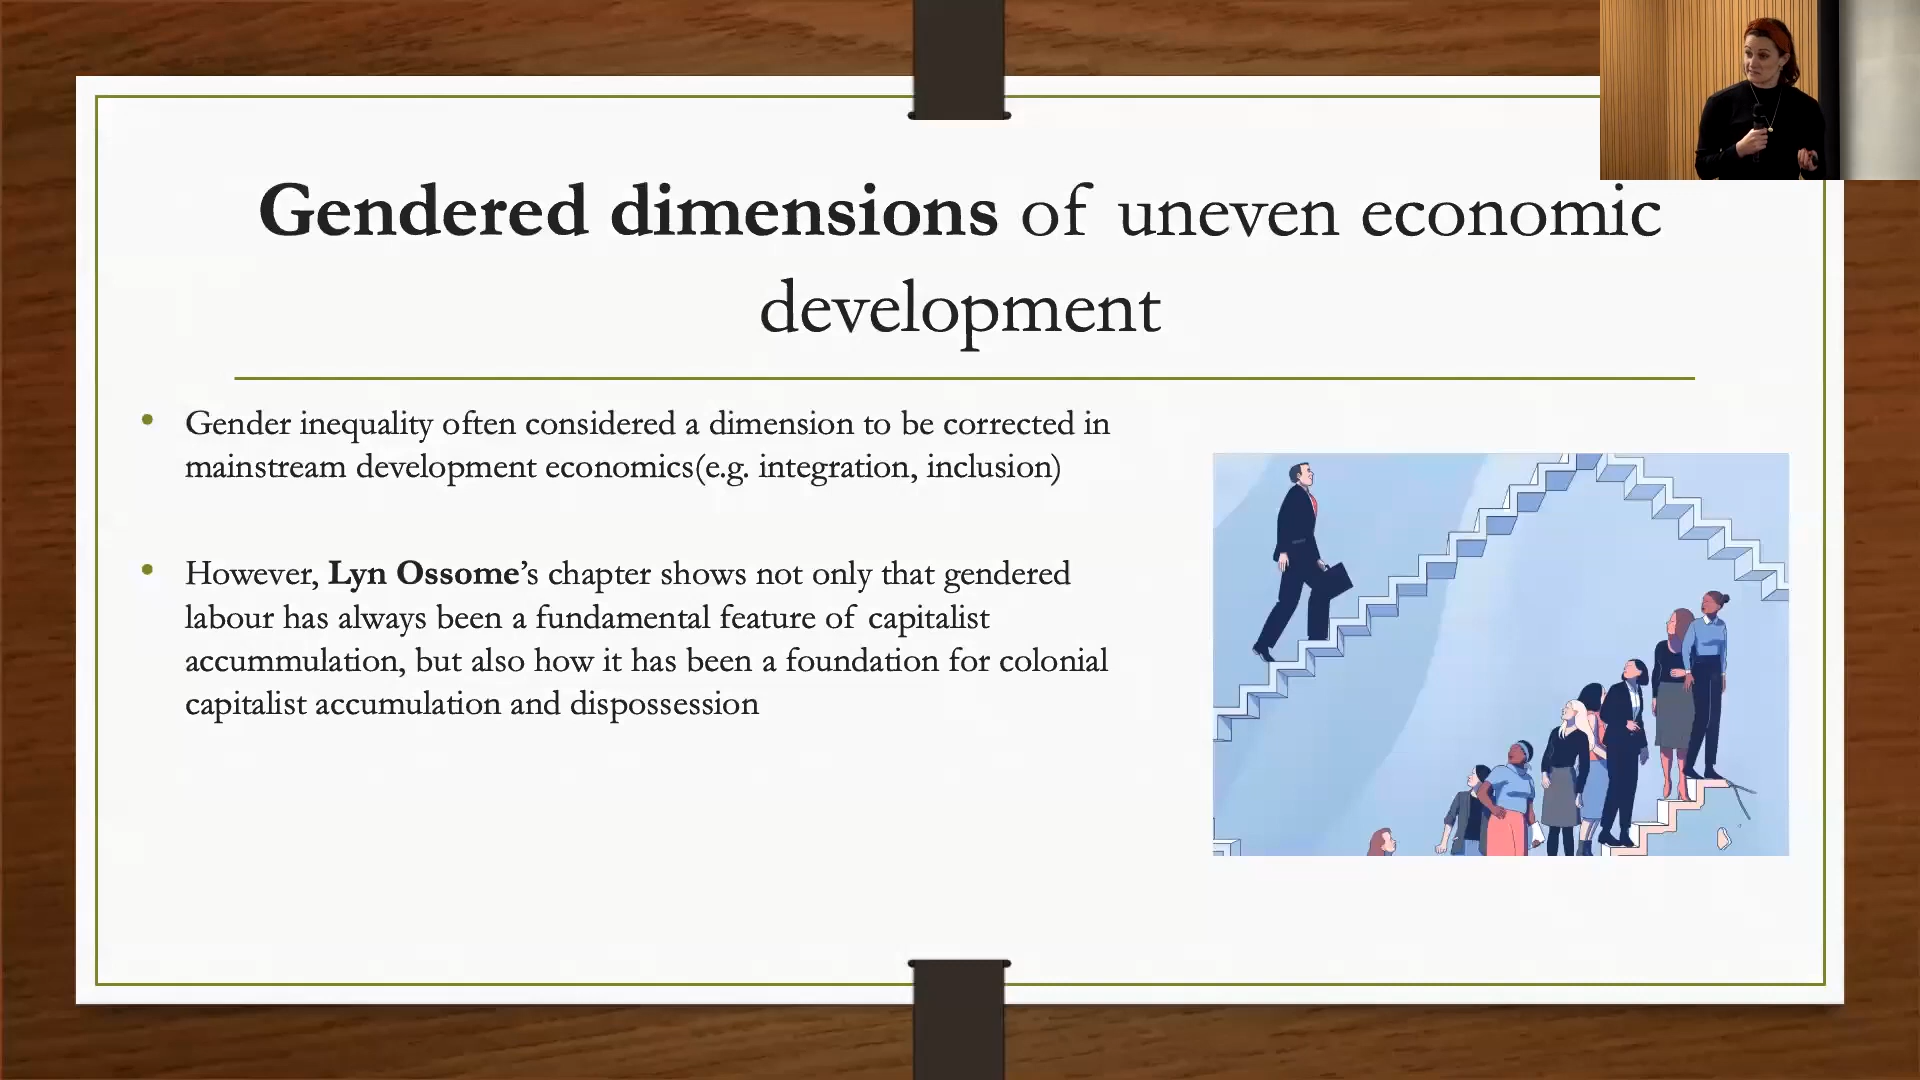 Gendered dimensions of uneven economic
development
• Gender inequality often considered a dimension to be corrected in
mainstream development economics(e.g. integration, inclusion)
• However, Lyn Ossome’s chapter shows not only that gendered
labour has always been a fundamental feature of capitalist
accummulation, but also how it has been a foundation for colonial
capitalist accumulation and dispossession